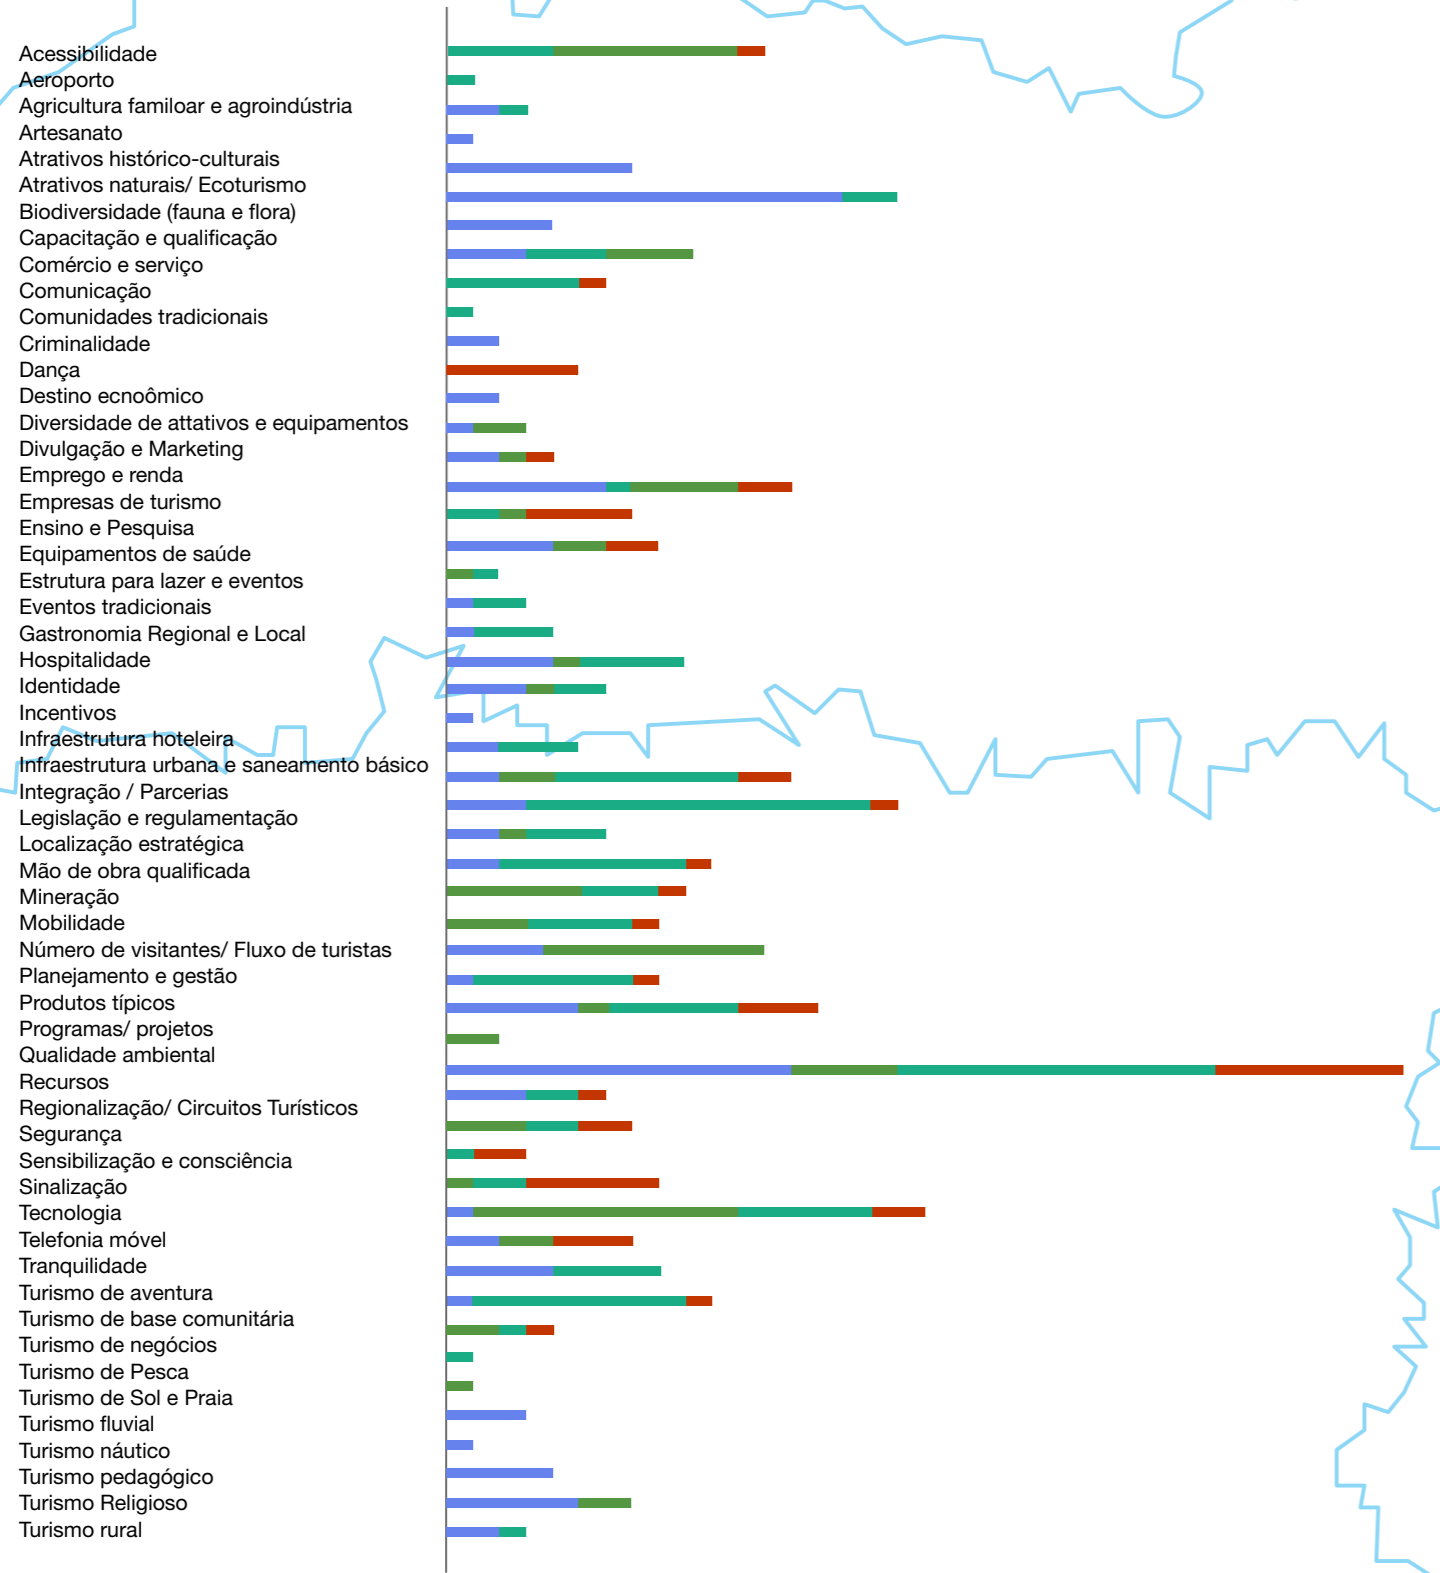 Acessibilidade
Aeroporto
Agricultura familoar e agroindústria
Artesanato
Atrativos histórico-culturais
Atrativos naturais/ Ecoturismo
Biodiversidade (fauna e flora)
Capacitação e qualificação
Comércio e serviço
Comunicação
Comunidades tradicionais
Criminalidade
Dança
Destino ecnoômico
Diversidade de attativos e equipamentos
Divulgação e Marketing
Emprego e renda
Empresas de turismo
Ensino e Pesquisa
Equipamentos de saúde
Estrutura para lazer e eventos
Eventos tradicionais
Gastronomia Regional e Local
Hospitalidade
Identidade
Incentivos
Infraestrutura hoteleira
Infraestrutura urbana e saneamento básico
Integração / Parcerias
Legislação e regulamentação
Localização estratégica
Mão de obra qualificada
Mineração
Mobilidade
Número de visitantes/ Fluxo de turistas
Planejamento e gestão
Produtos típicos
Programas/ projetos
Qualidade ambiental
Recursos
Regionalização/ Circuitos Turísticos
Segurança
Sensibilização e consciência
Sinalização
Tecnologia
Telefonia móvel
Tranquilidade
Turismo de aventura
Turismo de base comunitária
Turismo de negócios
Turismo de Pesca
Turismo de Sol e Praia
Turismo fluvial
Turismo náutico
Turismo pedagógico
Turismo Religioso
Turismo rural